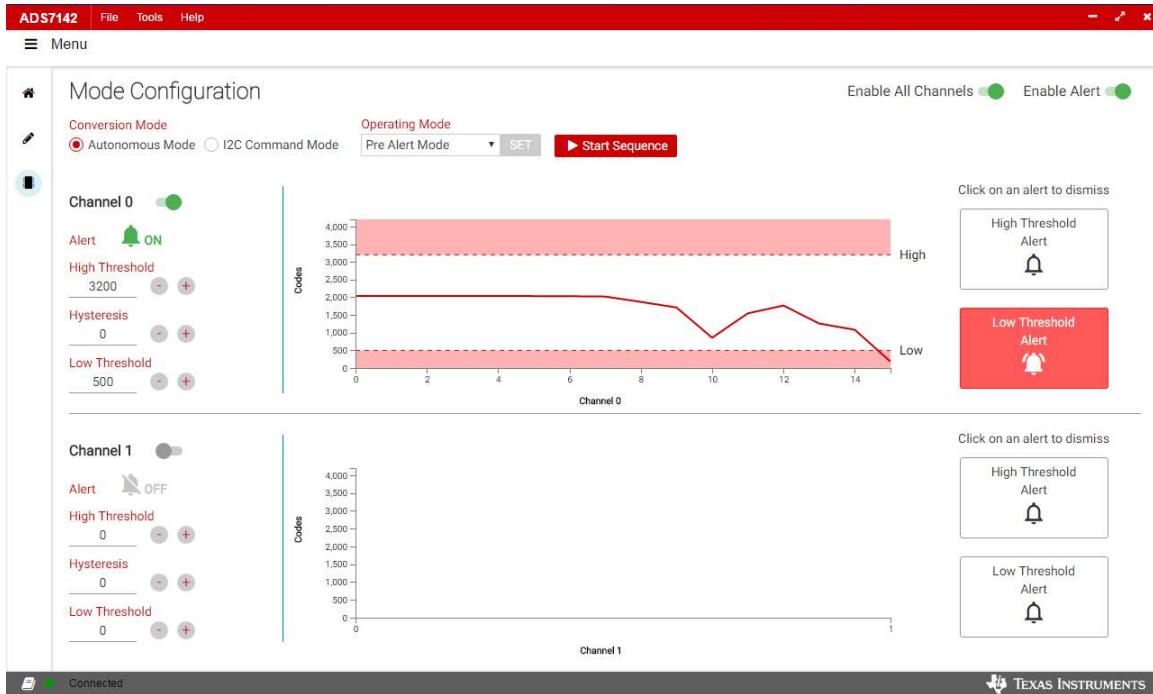 ADS7142 File Tools Help
Menu
Mode Configuration
Enable All Channels
Enable Alert
Conversion Mode
Autonomous Mode
I2C Command Mode
Operating Mode
Pre Alert Mode
SET
Start Sequence
Channel 0
Alert
ON
High Threshold
3200
-
+
Hysteresis
0
-
+
Low Threshold
500
-
+
Codes
4,000
3,500
3,000
2,500
2,000
1,500
1,000
500
0
0 2 4 6 8 10 12 14
Channel 0
High
Low
Click on an alert to dismiss
High Threshold
Alert
Low Threshold
Alert
Channel 1
Alert
OFF
High Threshold
0
-
+
Hysteresis
0
-
+
Low Threshold
0
-
+
Codes
4,000
3,500
3,000
2,500
2,000
1,500
1,000
500
0
0 1
Channel 1
Click on an alert to dismiss
High Threshold
Alert
Low Threshold
Alert
Connected
TEXAS INSTRUMENTS